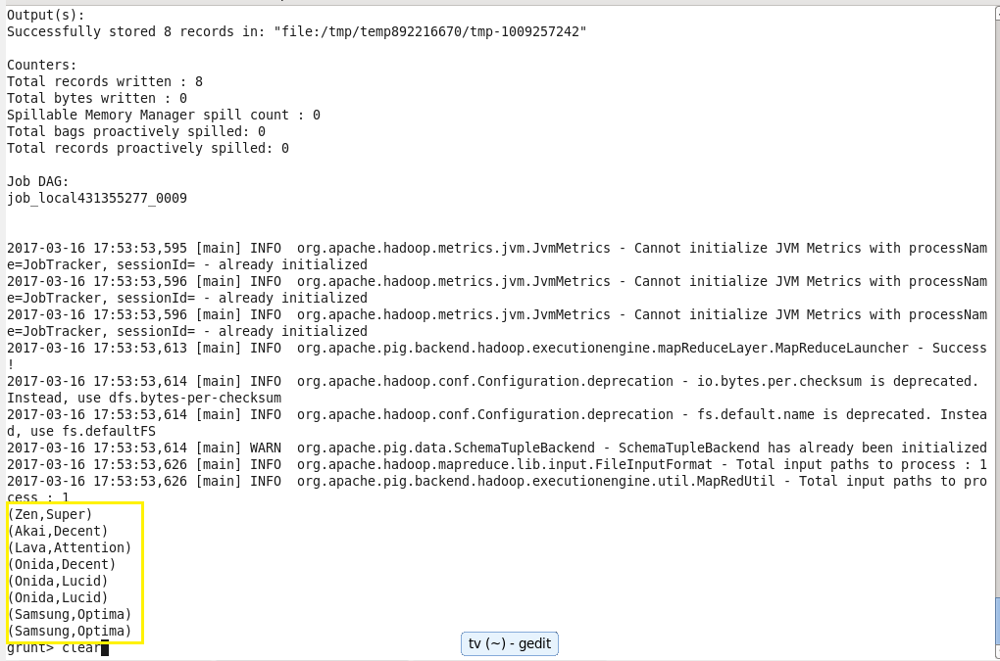 Output(s):
Successfully stored 8 records in: "file:/tmp/temp892216670/tmp-1009257242"
Counters:
Total records written : 8
Total bytes written : 0
Spillable Memory Manager spill count : 0
Total bags proactively spilled: 0
Total records proactively spilled: 0
Job DAG:
job_local431355277_0009
2017-03-16 17:53:53,595 [main] INFO  org.apache.hadoop.metrics.jvm.JvmMetrics - Cannot initialize JVM Metrics with processNam
e=JobTracker, sessionId= - already initialized
2017-03-16 17:53:53,596 [main] INFO  org.apache.hadoop.metrics.jvm.JvmMetrics - Cannot initialize JVM Metrics with processNam
e=JobTracker, sessionId= - already initialized
2017-03-16 17:53:53,596 [main] INFO  org.apache.hadoop.metrics.jvm.JvmMetrics - Cannot initialize JVM Metrics with processNam
e=JobTracker, sessionId= - already initialized
2017-03-16 17:53:53,613 [main] INFO  org.apache.pig.backend.hadoop.executionengine.mapReduceLayer.MapReduceLauncher - Success
!
2017-03-16 17:53:53,614 [main] INFO  org.apache.hadoop.conf.Configuration.deprecation - io.bytes.per.checksum is deprecated.
Instead, use dfs.bytes-per-checksum
2017-03-16 17:53:53,614 [main] INFO  org.apache.hadoop.conf.Configuration.deprecation - fs.default.name is deprecated. Instea
d, use fs.defaultFS
2017-03-16 17:53:53,614 [main] WARN  org.apache.pig.data.SchemaTupleBackend - SchemaTupleBackend has already been initialized
2017-03-16 17:53:53,626 [main] INFO  org.apache.hadoop.mapreduce.lib.input.FileInputFormat - Total input paths to process : 1
2017-03-16 17:53:53,626 [main] INFO  org.apache.pig.backend.hadoop.executionengine.util.MapRedUtil - Total input paths to pro
cess : 1
(Zen,Super)
(Akai,Decent)
(Lava,Attention)
(Onida,Decent)
(Onida,Lucid)
(Onida,Lucid)
(Samsung,Optima)
(Samsung,Optima)
grunt> clear
tv (~) - gedit